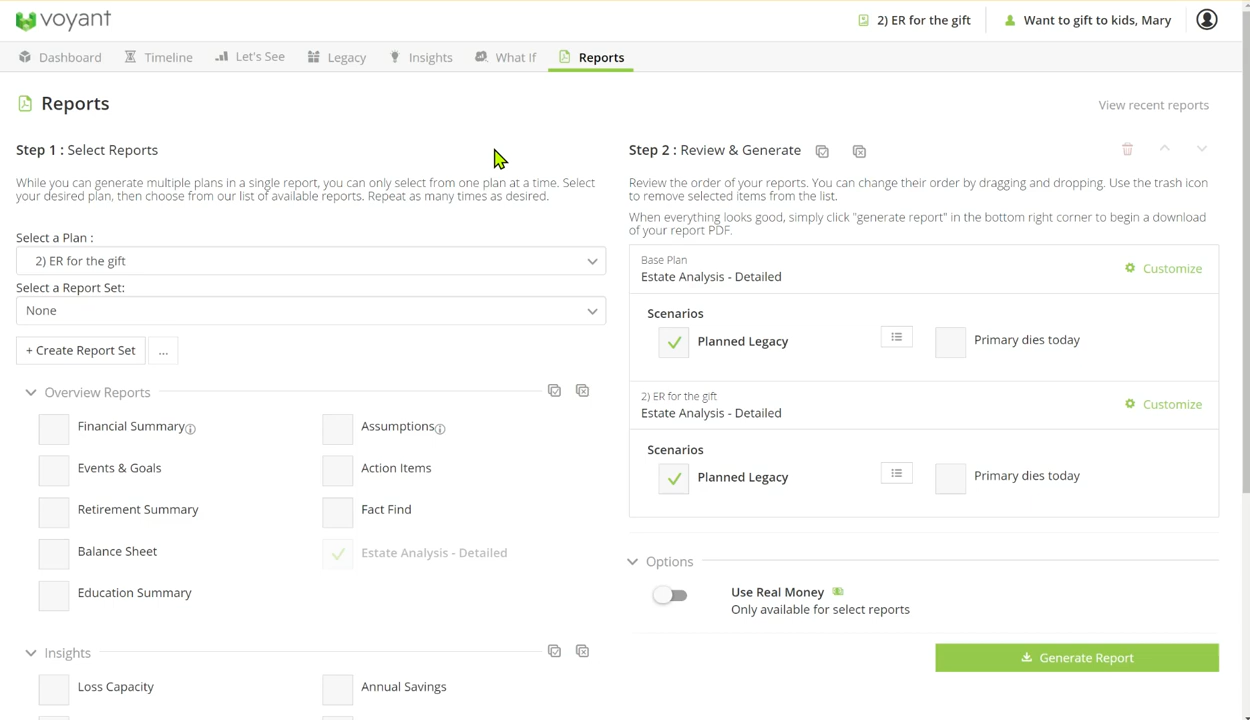 voyant
2) ER for the gift
Want to gift to kids, Mary
Dashboard
Timeline
Let's See
Legacy
Insights
What If
Reports
Reports
View recent reports
Step 1 : Select Reports
While you can generate multiple plans in a single report, you can only select from one plan at a time. Select
your desired plan, then choose from our list of available reports. Repeat as many times as desired.
Select a Plan :
2) ER for the gift
Select a Report Set:
None
+ Create Report Set
...
Overview Reports
Financial Summary
Assumptions
Events & Goals
Action Items
Retirement Summary
Fact Find
Balance Sheet
Estate Analysis - Detailed
Education Summary
Insights
Loss Capacity
Annual Savings
Step 2 : Review & Generate
Review the order of your reports. You can change their order by dragging and dropping. Use the trash icon
to remove selected items from the list.
When everything looks good, simply click "generate report" in the bottom right corner to begin a download
of your report PDF.
Base Plan
Estate Analysis - Detailed
Customize
Scenarios
Planned Legacy
Primary dies today
2) ER for the gift
Estate Analysis - Detailed
Customize
Scenarios
Planned Legacy
Primary dies today
Options
Use Real Money
Only available for select reports
Generate Report